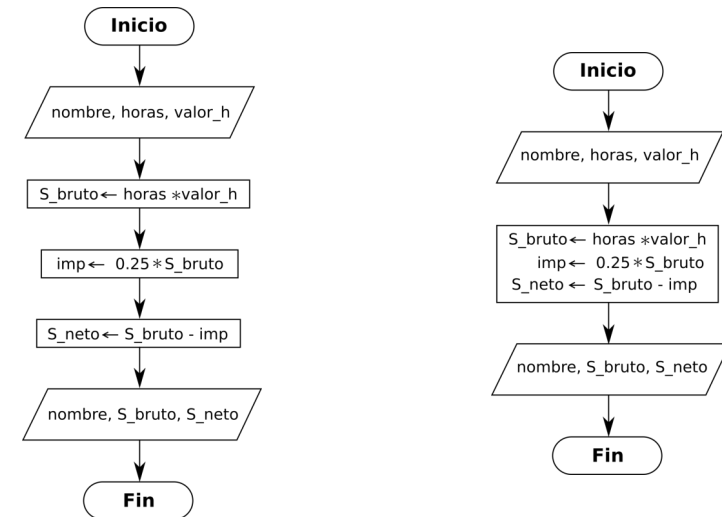 Inicio
nombre, horas, valor_h
S_bruto← horas *valor_h
imp← 0.25*S_bruto
S_neto← S_bruto - imp
nombre, S_bruto, S_neto
Fin
Inicio
nombre, horas, valor_h
S_bruto← horas *valor_h
imp← 0.25*S_bruto
S_neto← S_bruto - imp
nombre, S_bruto, S_neto
Fin